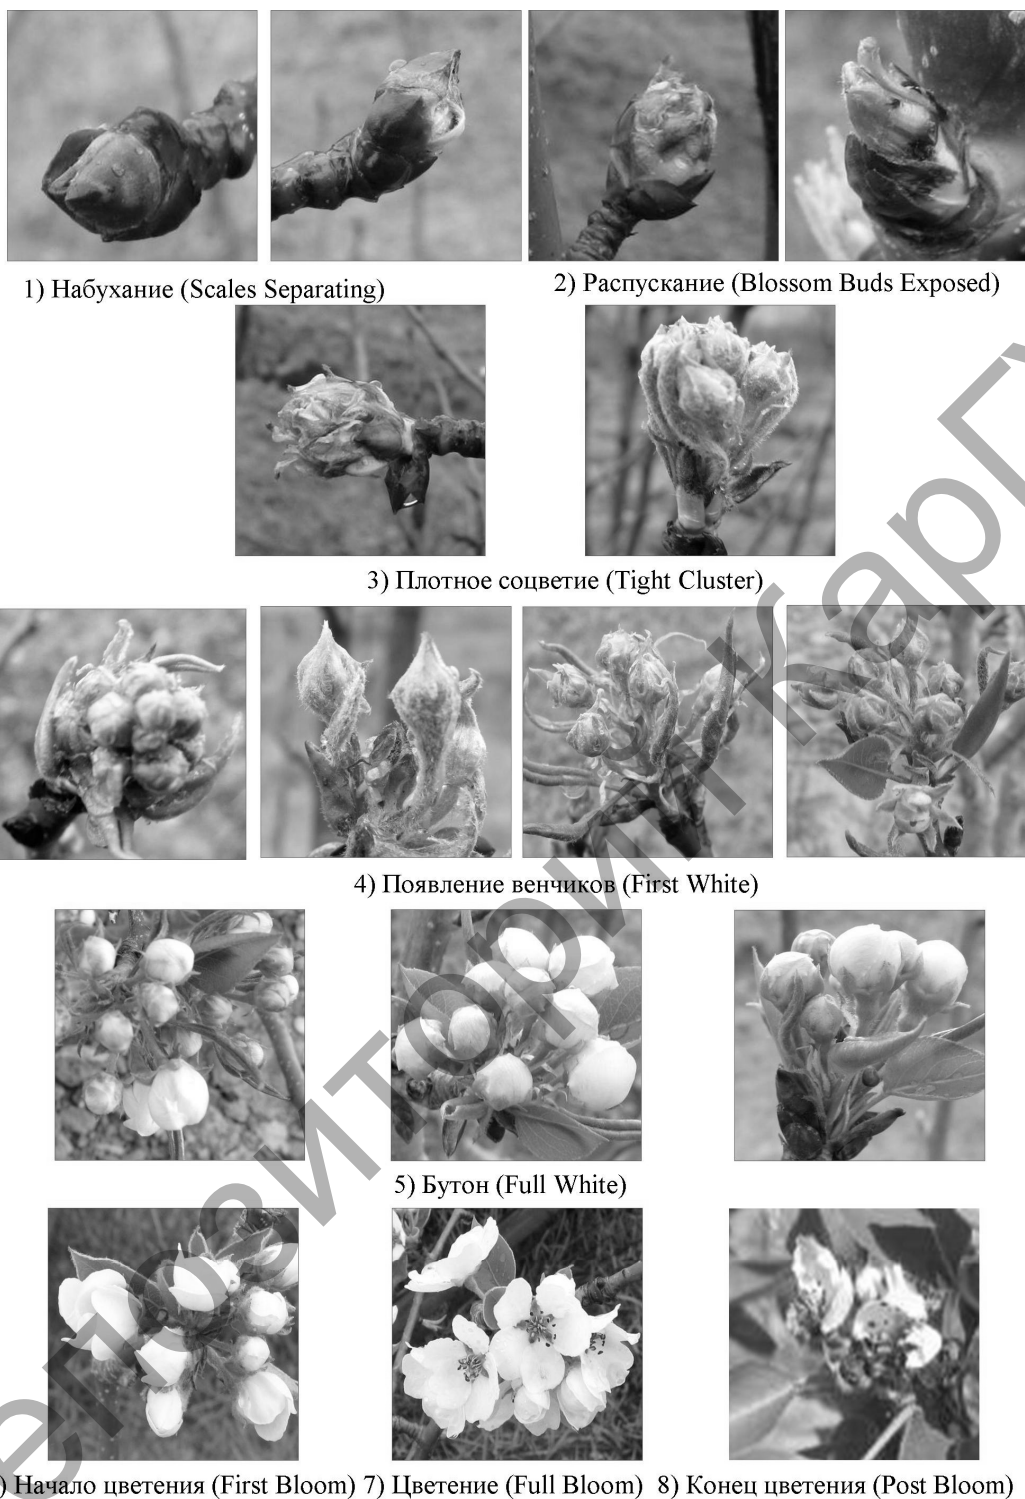 1) Набухание (Scales Separating)
2) Распускание (Blossom Buds Exposed)
3) Плотное соцветие (Tight Cluster)
4) Появление венчиков (First White)
5) Бутон (Full White)
) Начало цветения (First Bloom) 7) Цветение (Full Bloom) 8) Конец цветения (Post Bloom)